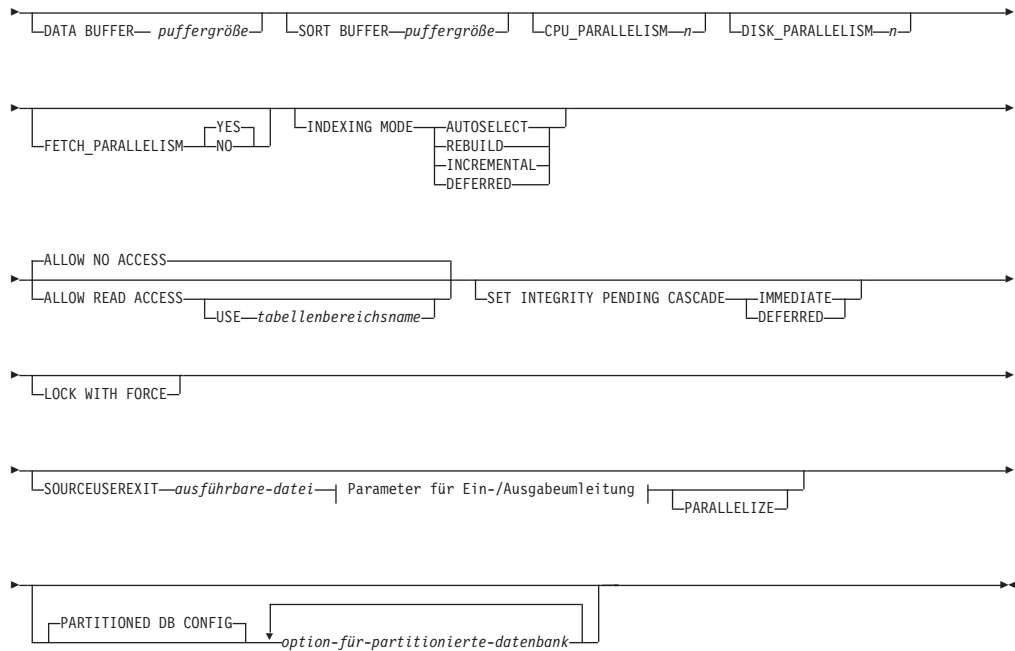 DATA BUFFER puffergröße SORT BUFFER puffergröße CPU_PARALLELISM n DISK_PARALLELISM n
YES
FETCH_PARALLELISM NO
INDEXING MODE AUTOSELECT
REBUILD
INCREMENTAL
DEFERRED
ALLOW NO ACCESS
ALLOW READ ACCESS
USE tabellenbereichsname
SET INTEGRITY PENDING CASCADE IMMEDIATE
DEFERRED
LOCK WITH FORCE
SOURCEUSEREXIT ausführbare-datei Parameter für Ein-/Ausgabeumleitung
PARALLELIZE
PARTITIONED DB CONFIG
option-für-partitionierte-datenbank